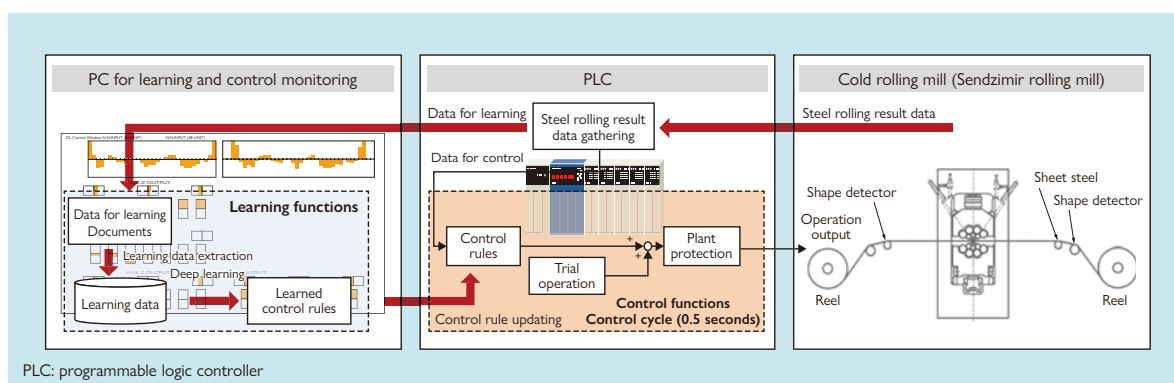 PC for learning and control monitoring
PLC
Cold rolling mill (Sendzimir rolling mill)
Data for learning
Steel rolling result
data gathering
Steel rolling result data
Data for control
Learning functions
Data for learning
Documents
Learning data extraction
Deep learning
Learning data
Learned
control rules
Control
rules
+
+
Plant
protection
Trial
operation
Control functions
Control cycle (0.5 seconds)
Control rule updating
Shape detector
Operation
output
Reel
Sheet steel
Shape detector
Reel
PLC: programmable logic controller